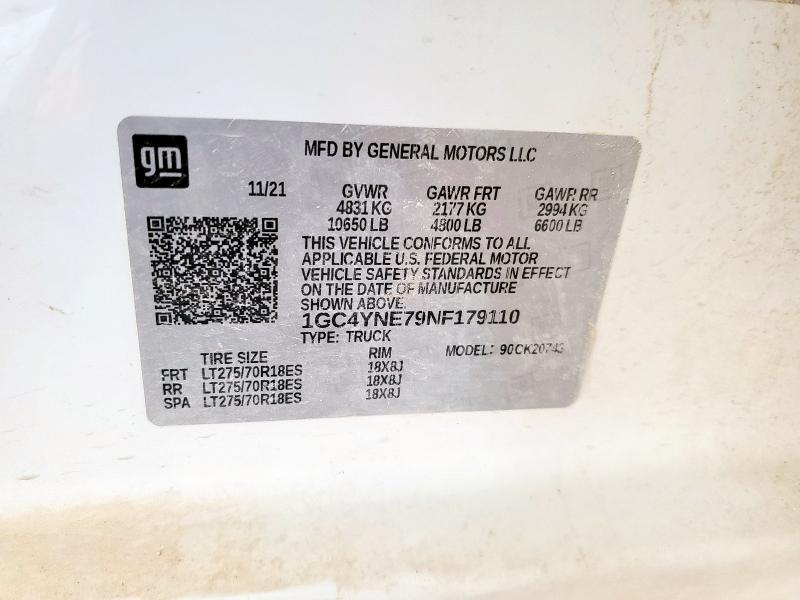 gm
MFD BY GENERAL MOTORS LLC
11/21 GVWR GAWR FRT GAWR RR
4831 KG 2177 KG 2994 KG
10650 LB 4800 LB 6600 LB
THIS VEHICLE CONFORMS TO ALL
APPLICABLE U.S. FEDERAL MOTOR
VEHICLE SAFETY STANDARDS IN EFFECT
ON THE DATE OF MANUFACTURE
SHOWN ABOVE.
1GC4YNE79NF179110
TYPE: TRUCK MODEL: 90CK20743
TIRE SIZE RIM
FRT LT275/70R18ES 18X8J
RR LT275/70R18ES 18X8J
SPA LT275/70R18ES 18X8J